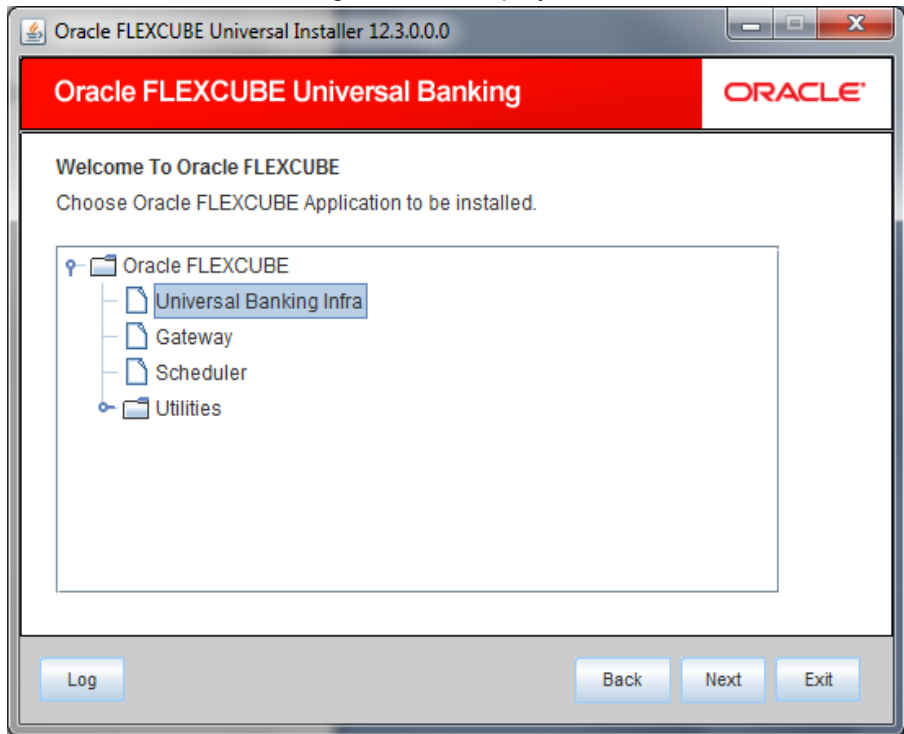 Oracle FLEXCUBE Universal Installer 12.3.0.0.0
Oracle FLEXCUBE Universal Banking
ORACLE
Welcome To Oracle FLEXCUBE
Choose Oracle FLEXCUBE Application to be installed.
Oracle FLEXCUBE
Universal Banking Infra
Gateway
Scheduler
Utilities
Log
Back
Next
Exit